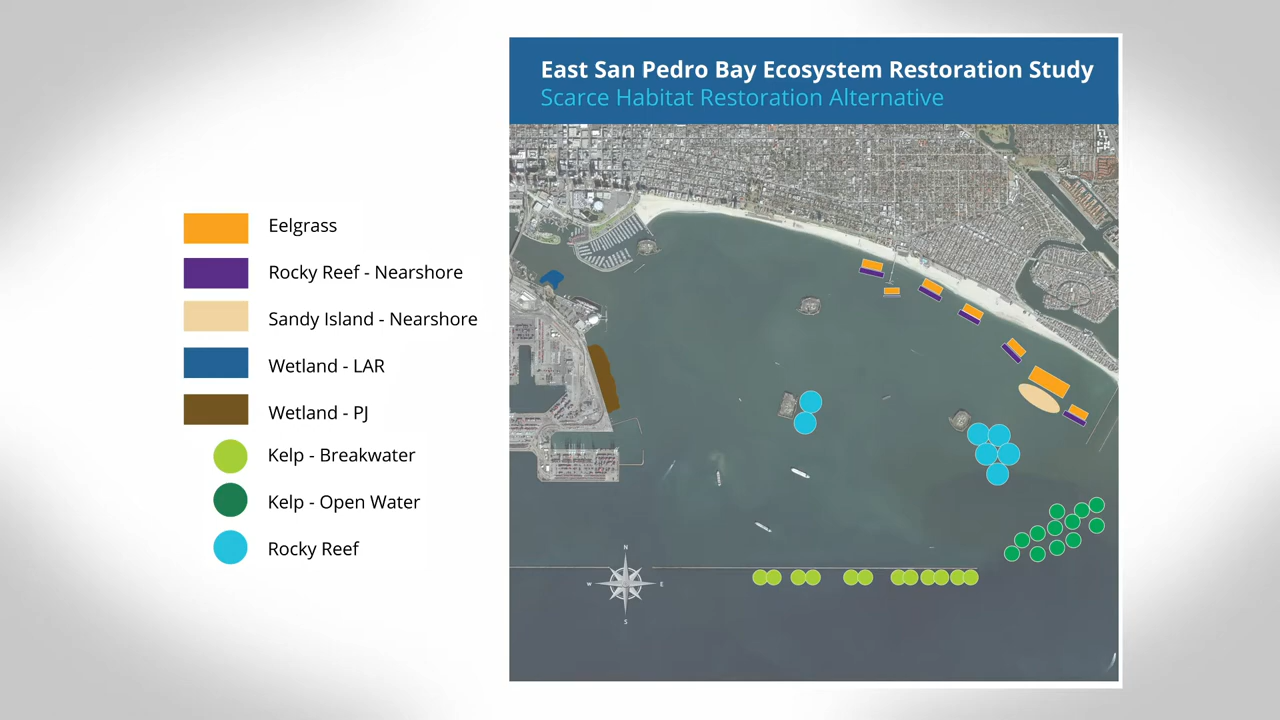 East San Pedro Bay Ecosystem Restoration Study
Scarce Habitat Restoration Alternative
Eelgrass
Rocky Reef - Nearshore
Sandy Island - Nearshore
Wetland - LAR
Wetland - PJ
Kelp - Breakwater
Kelp - Open Water
Rocky Reef
N
W
E
S